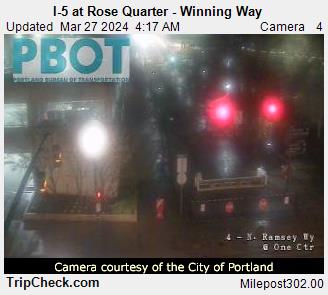 I-5 at Rose Quarter - Winning Way
Updated Mar 27 2024 4:17 AM Camera 4
PBOT
PORTLAND BUREAU OF TRANSPORTATION
4 - N. Ramsey Wy
@ One Ctr
Camera courtesy of the City of Portland
TripCheck.com Milepost302.00